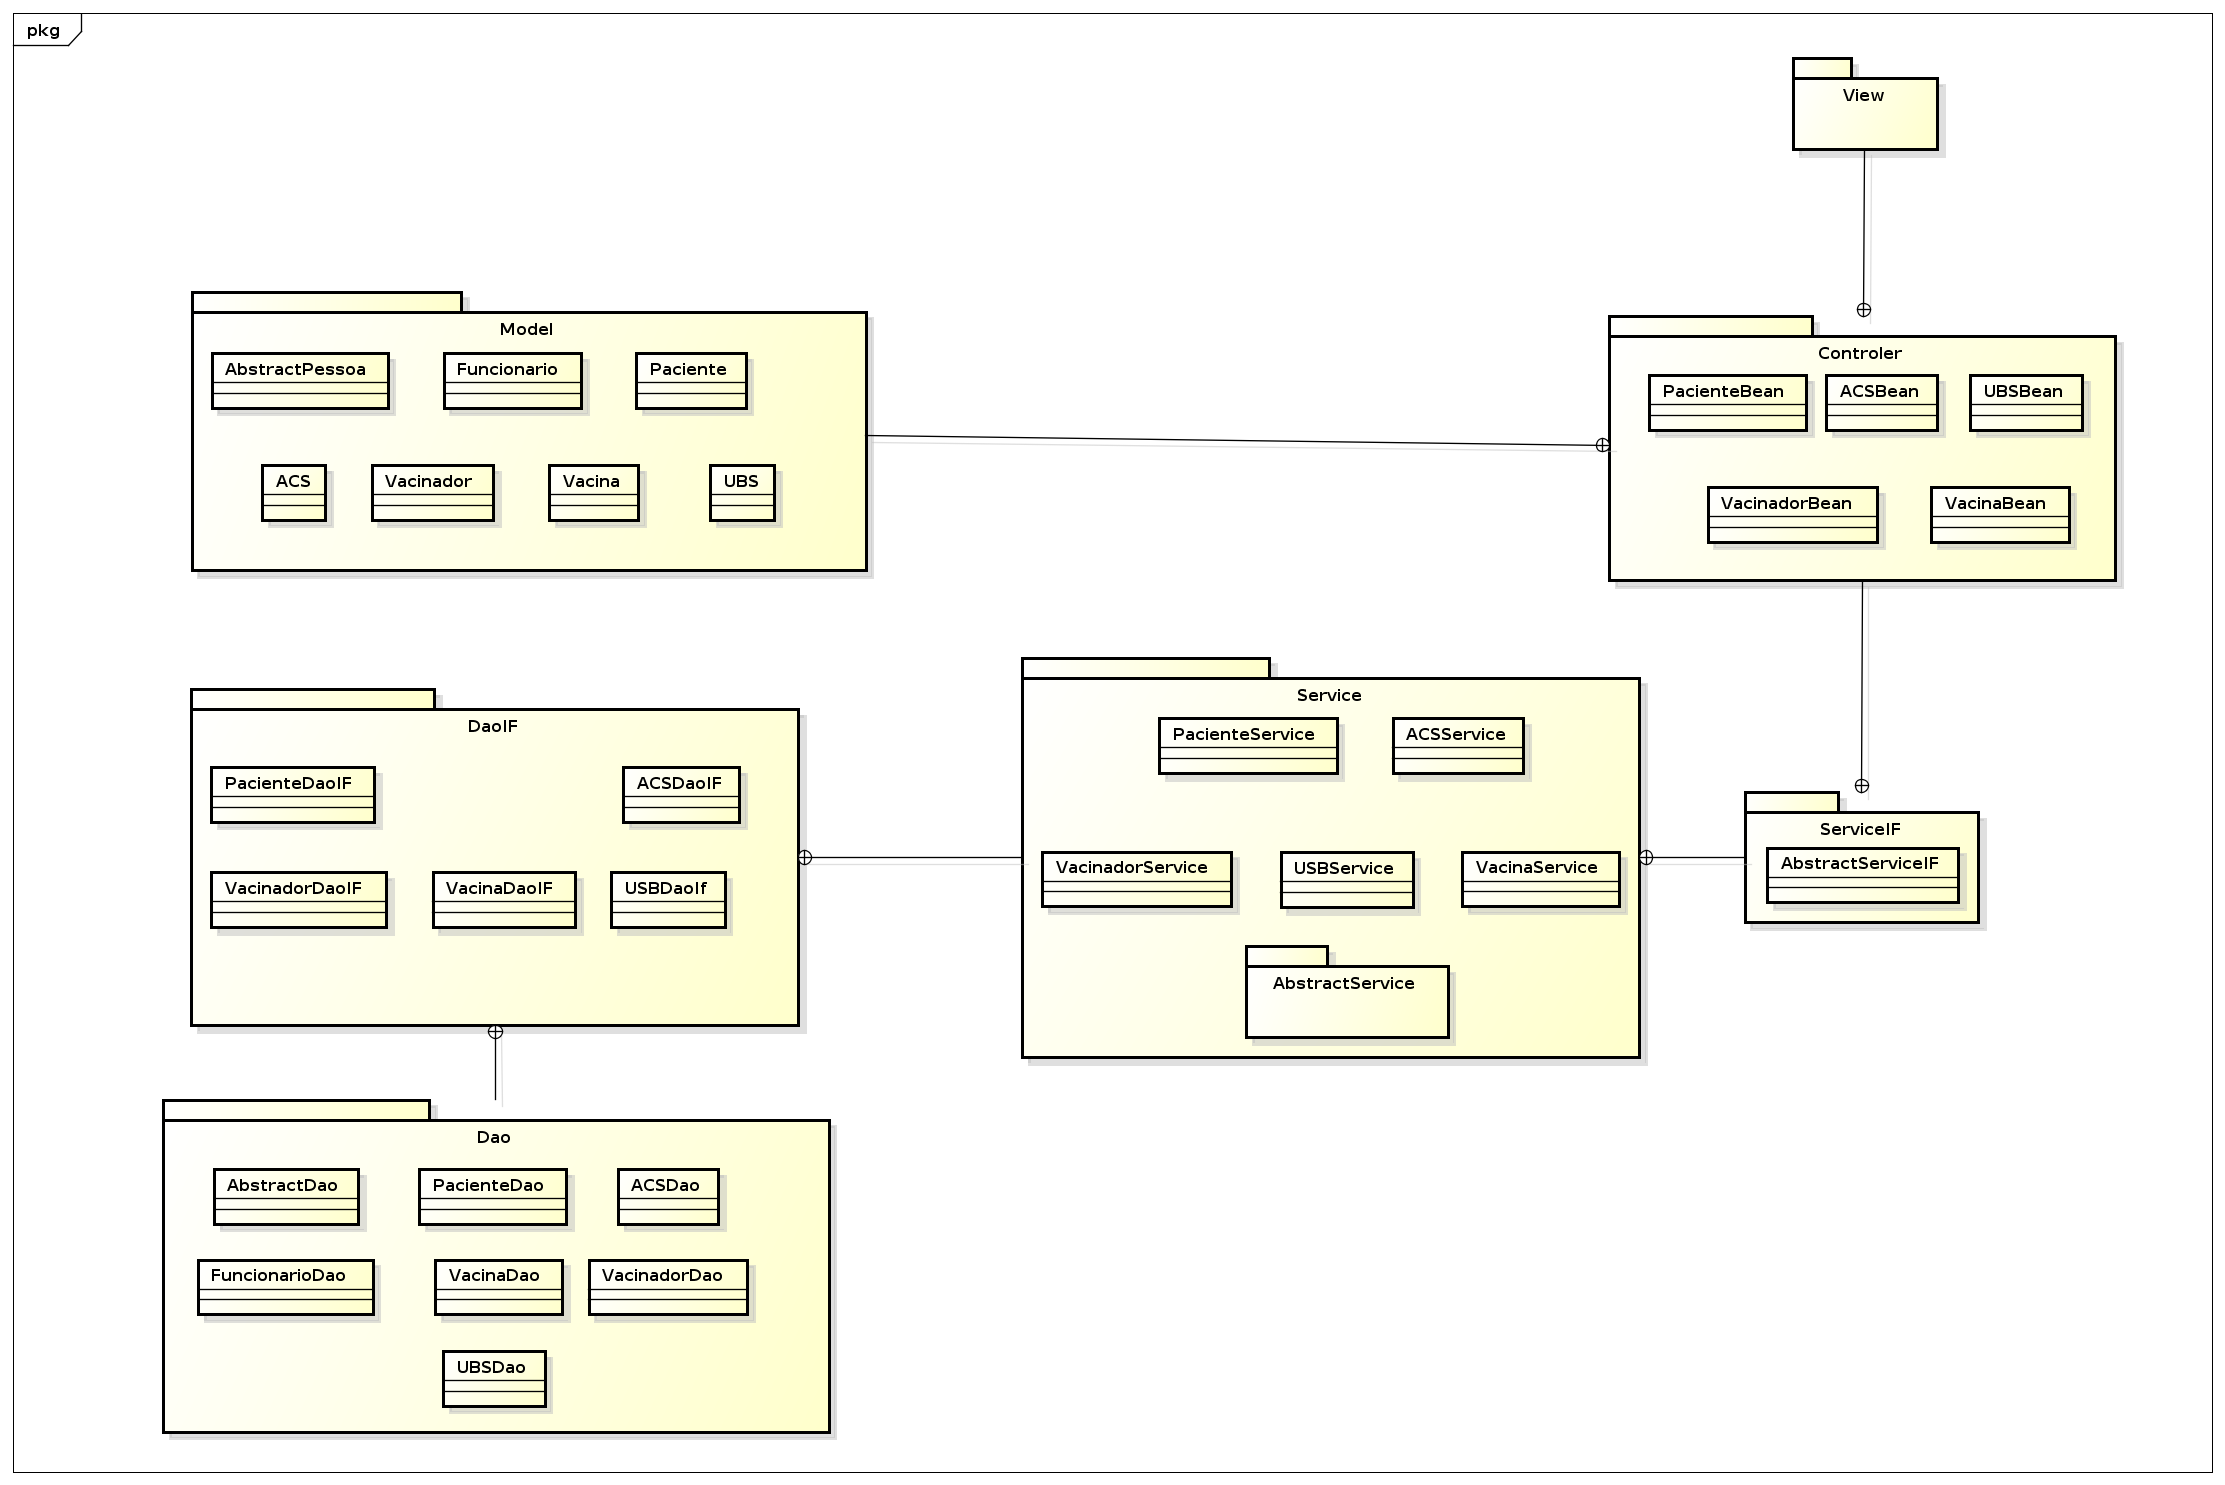 pkg
View
Model
AbstractPessoa
Funcionario
Paciente
ACS
Vacinador
Vacina
UBS
Controler
PacienteBean
ACSBean
UBSBean
VacinadorBean
VacinaBean
DaoIF
PacienteDaoIF
ACSDaoIF
VacinadorDaoIF
VacinaDaoIF
USBDaoIf
Service
PacienteService
ACSService
VacinadorService
USBService
VacinaService
AbstractService
ServiceIF
AbstractServiceIF
Dao
AbstractDao
PacienteDao
ACSDao
FuncionarioDao
VacinaDao
VacinadorDao
UBSDao